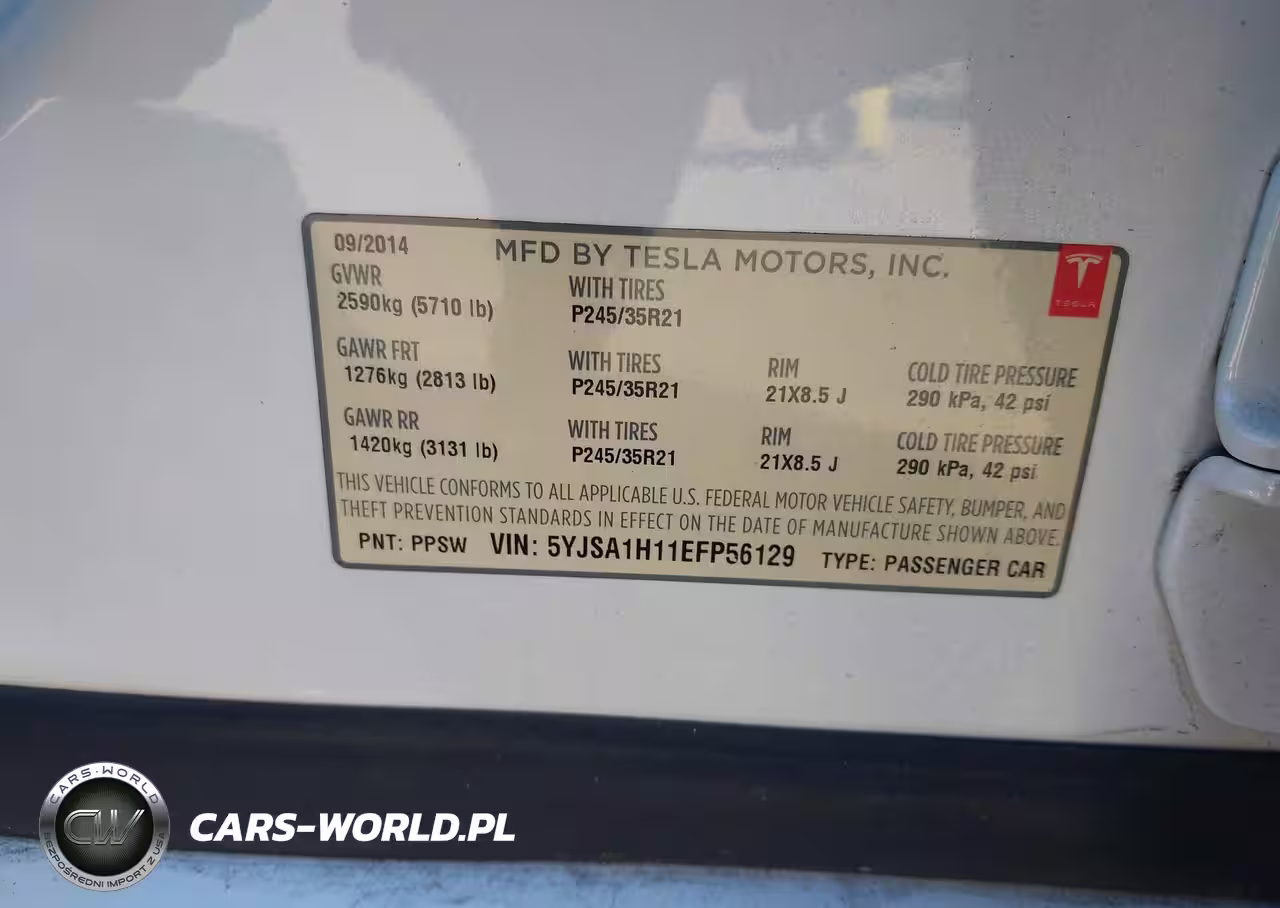 09/2014
MFD BY TESLA MOTORS, INC.
TESLA
GVWR
2590kg (5710 lb)
WITH TIRES
P245/35R21
GAWR FRT
1276kg (2813 lb)
WITH TIRES
P245/35R21
RIM
21X8.5 J
COLD TIRE PRESSURE
290 kPa, 42 psi
GAWR RR
1420kg (3131 lb)
WITH TIRES
P245/35R21
RIM
21X8.5 J
COLD TIRE PRESSURE
290 kPa, 42 psi
THIS VEHICLE CONFORMS TO ALL APPLICABLE U.S. FEDERAL MOTOR VEHICLE SAFETY, BUMPER, AND
THEFT PREVENTION STANDARDS IN EFFECT ON THE DATE OF MANUFACTURE SHOWN ABOVE.
PNT: PPSW VIN: 5YJSA1H11EFP56129 TYPE: PASSENGER CAR
CARS-WORLD
CW
BEZPOŚREDNI IMPORT Z USA
CARS-WORLD.PL